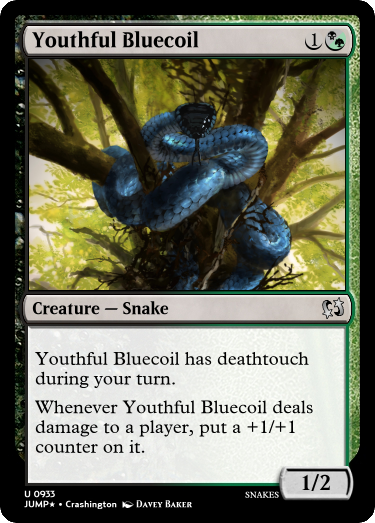 Youthful Bluecoil 1
Creature — Snake
Youthful Bluecoil has deathtouch
during your turn.
Whenever Youthful Bluecoil deals
damage to a player, put a +1/+1
counter on it.
1/2
U 0933
SNAKES
JUMP★ • Crashington Davey Baker